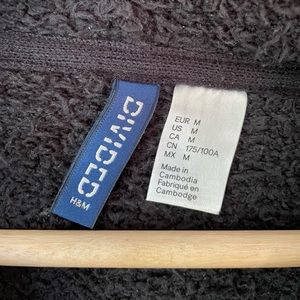 DIVIDED
H&M
EUR M
US M
CA M
CN 175/100A
MX M
Made in
Cambodia
Fabriqué en
Cambodge